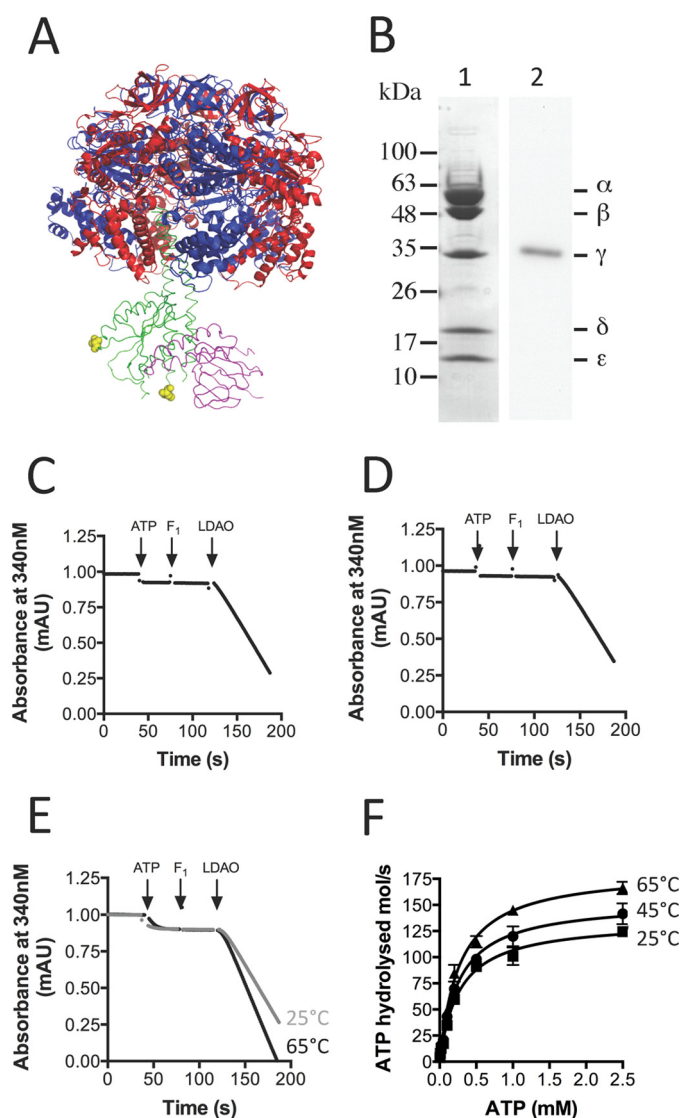 A
B
1 2
kDa
100
63
48
35
26
17
10
α
β
γ
δ
ε
C
ATP F1 LDAO
1.25
1.00
0.75
0.50
1.25
0.00
0 50 100 150 200
Absorbance at 340nM
(mAU)
Time (s)
D
ATP F1 LDAO
1.25
1.00
0.75
0.50
1.25
0.00
0 50 100 150 200
Absorbance at 340nM
(mAU)
Time (s)
E
ATP F1 LDAO
1.25
1.00
0.75
0.50
0.25
0.00
0 50 100 150 200
25°C
65°C
Absorbance at 340nM
(mAU)
Time (s)
F
175
150
125
100
75
50
25
0
0.0 0.5 1.0 1.5 2.0 2.5
65°C
45°C
25°C
ATP hydrolysed mol/s
ATP (mM)